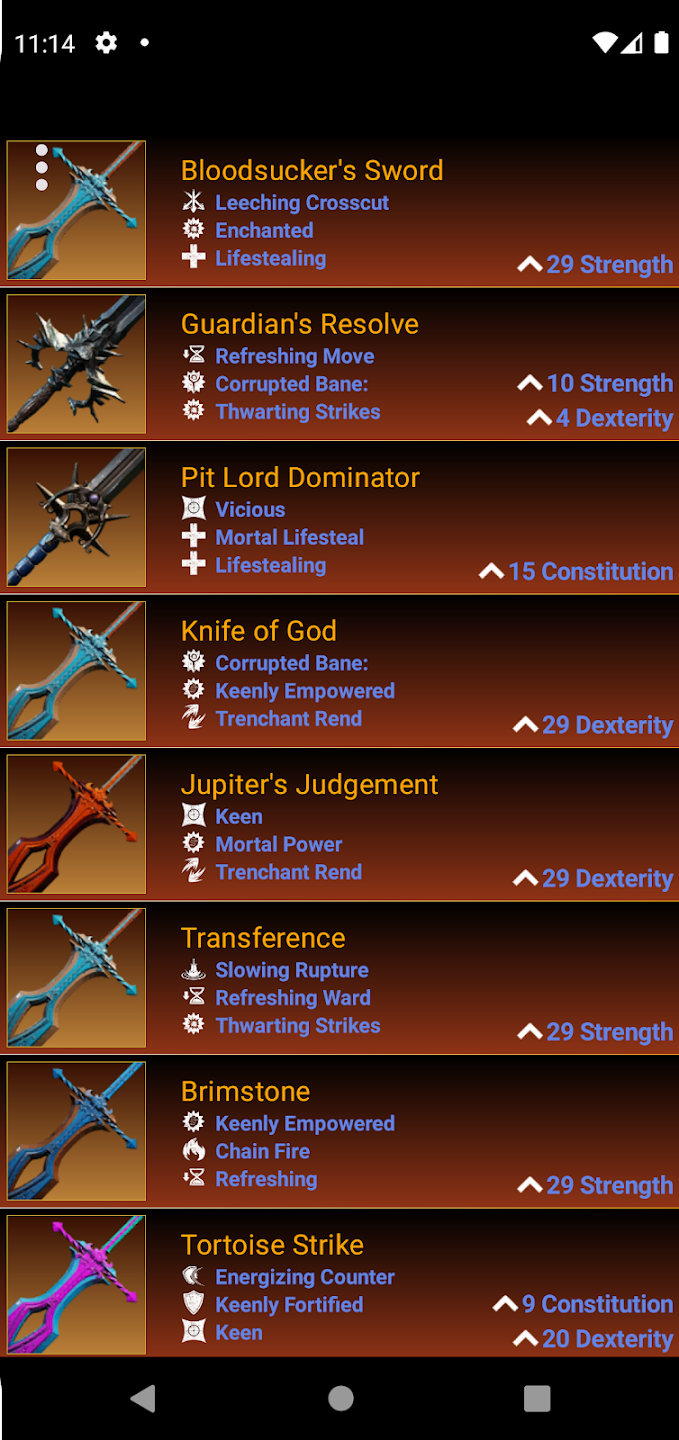 11:14
Bloodsucker's Sword
Leeching Crosscut
Enchanted
Lifestealing
29 Strength
Guardian's Resolve
Refreshing Move
Corrupted Bane:
10 Strength
Thwarting Strikes
4 Dexterity
Pit Lord Dominator
Vicious
Mortal Lifesteal
Lifestealing
15 Constitution
Knife of God
Corrupted Bane:
Keenly Empowered
Trenchant Rend
29 Dexterity
Jupiter's Judgement
Keen
Mortal Power
Trenchant Rend
29 Dexterity
Transference
Slowing Rupture
Refreshing Ward
Thwarting Strikes
29 Strength
Brimstone
Keenly Empowered
Chain Fire
Refreshing
29 Strength
Tortoise Strike
Energizing Counter
Keenly Fortified
9 Constitution
Keen
20 Dexterity